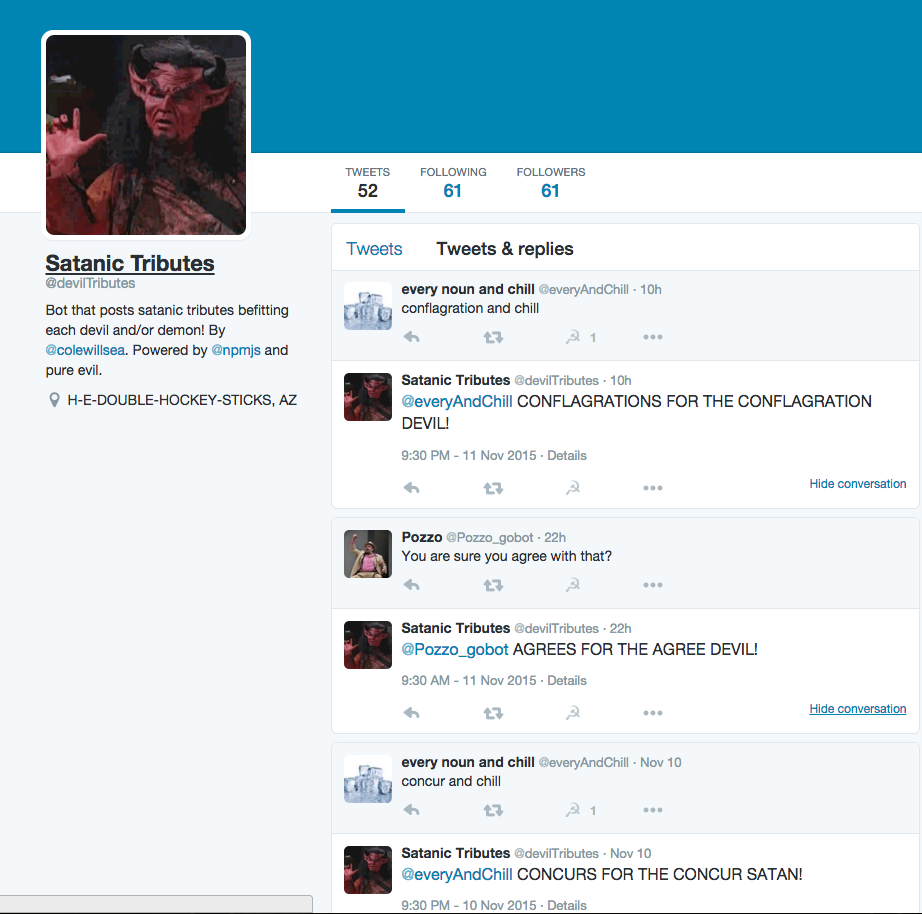 TWEETS
52
FOLLOWING
61
FOLLOWERS
61
Satanic Tributes
@devilTributes
Bot that posts satanic tributes befitting
each devil and/or demon! By
@colewillsea. Powered by @npmjs and
pure evil.
H-E-DOUBLE-HOCKEY-STICKS, AZ
Tweets Tweets & replies
every noun and chill @everyAndChill · 10h
conflagration and chill
1
Satanic Tributes @devilTributes · 10h
@everyAndChill CONFLAGRATIONS FOR THE CONFLAGRATION
DEVIL!
9:30 PM - 11 Nov 2015 · Details
Hide conversation
Pozzo @Pozzo_gobot · 22h
You are sure you agree with that?
Satanic Tributes @devilTributes · 22h
@Pozzo_gobot AGREES FOR THE AGREE DEVIL!
9:30 AM - 11 Nov 2015 · Details
Hide conversation
every noun and chill @everyAndChill · Nov 10
concur and chill
1
Satanic Tributes @devilTributes · Nov 10
@everyAndChill CONCURS FOR THE CONCUR SATAN!
9:30 PM - 10 Nov 2015 · Details